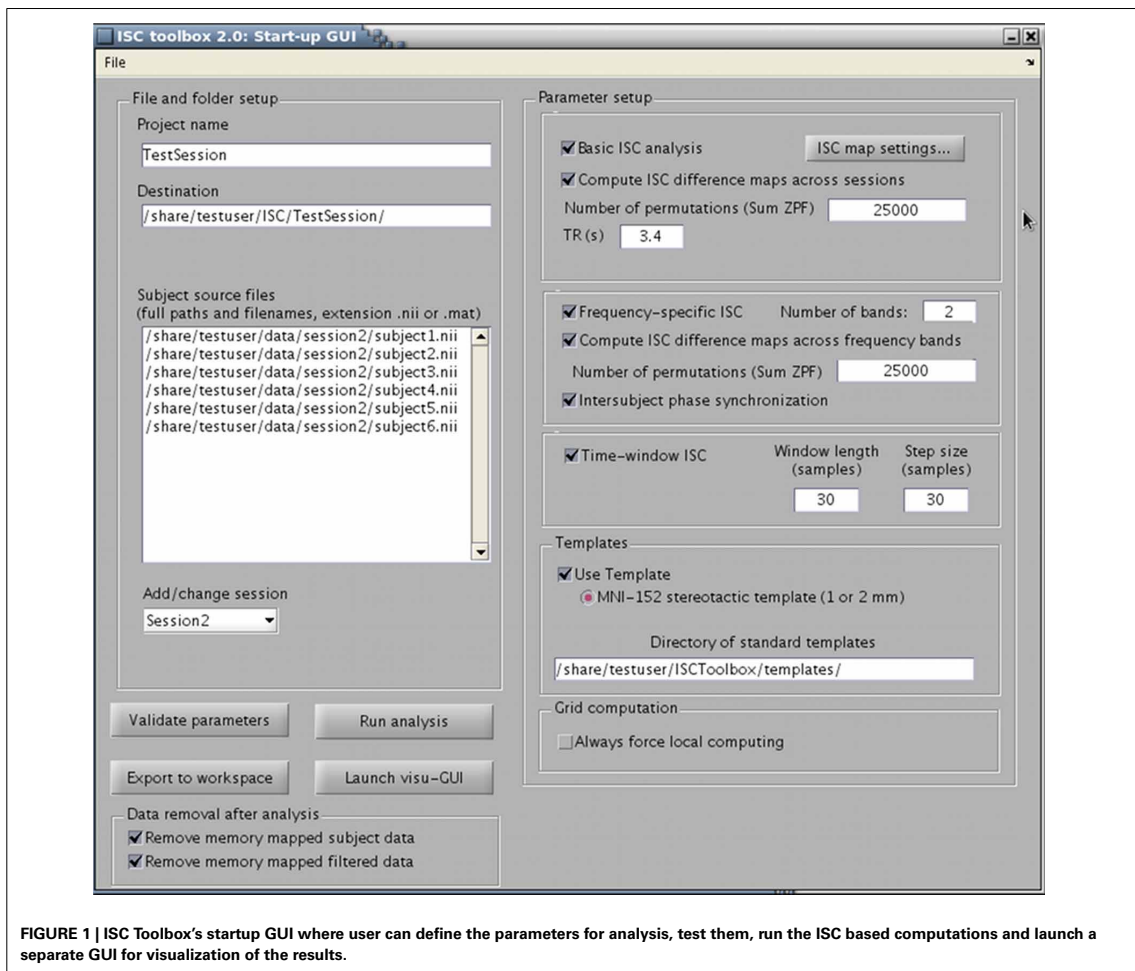 ISC toolbox 2.0: Start-up GUI
File
File and folder setup
Project name
TestSession
Destination
/share/testuser/ISC/TestSession/
Subject source files
(full paths and filenames, extension .nii or .mat)
/share/testuser/data/session2/subject1.nii
/share/testuser/data/session2/subject2.nii
/share/testuser/data/session2/subject3.nii
/share/testuser/data/session2/subject4.nii
/share/testuser/data/session2/subject5.nii
/share/testuser/data/session2/subject6.nii
Add/change session
Session2
Validate parameters
Run analysis
Export to workspace
Launch visu-GUI
Data removal after analysis
Remove memory mapped subject data
Remove memory mapped filtered data
Parameter setup
Basic ISC analysis
ISC map settings...
Compute ISC difference maps across sessions
Number of permutations (Sum ZPF) 25000
TR (s) 3.4
Frequency-specific ISC Number of bands: 2
Compute ISC difference maps across frequency bands
Number of permutations (Sum ZPF) 25000
Intersubject phase synchronization
Time-window ISC
Window length
(samples)
30
Step size
(samples)
30
Templates
Use Template
MNI-152 stereotactic template (1 or 2 mm)
Directory of standard templates
/share/testuser/ISCToolbox/templates/
Grid computation
Always force local computing
FIGURE 1 | ISC Toolbox's startup GUI where user can define the parameters for analysis, test them, run the ISC based computations and launch a
separate GUI for visualization of the results.